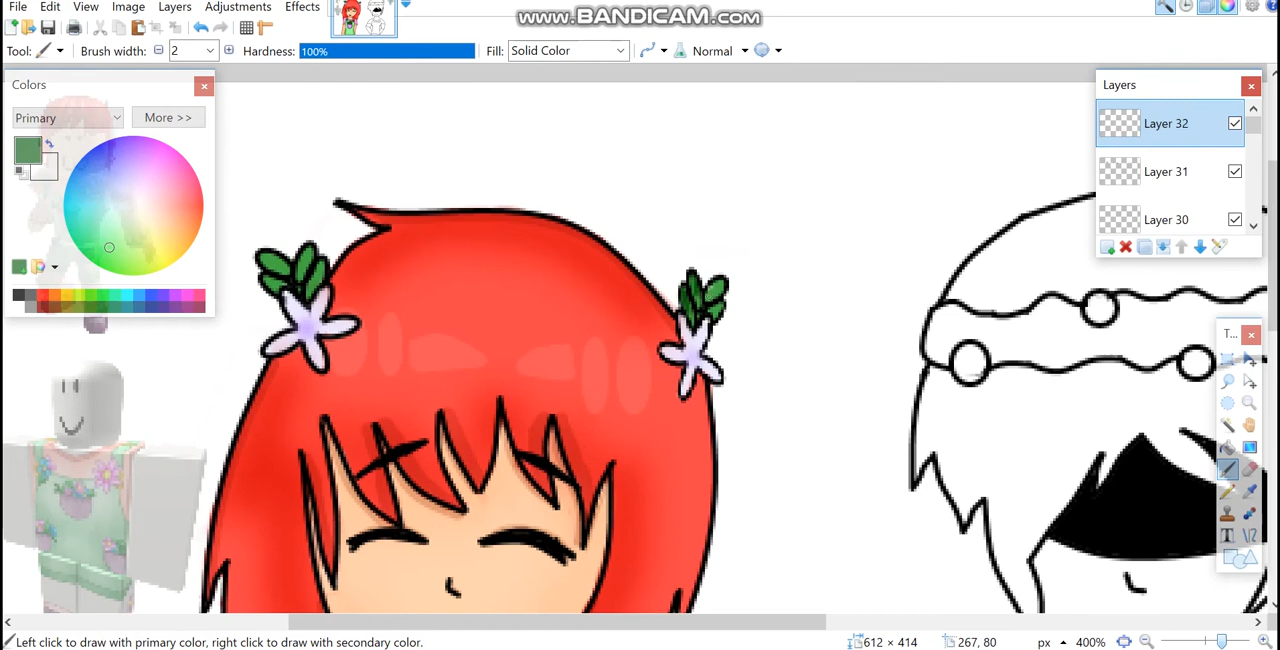 File Edit View Image Layers Adjustments Effects
www.BANDICAM.com
Tool: Brush width: 2 Hardness: 100% Fill: Solid Color Normal
Colors
Primary More >>
Layers
Layer 32
Layer 31
Layer 30
T...
Left click to draw with primary color, right click to draw with secondary color.
612 × 414 267, 80 px 400%